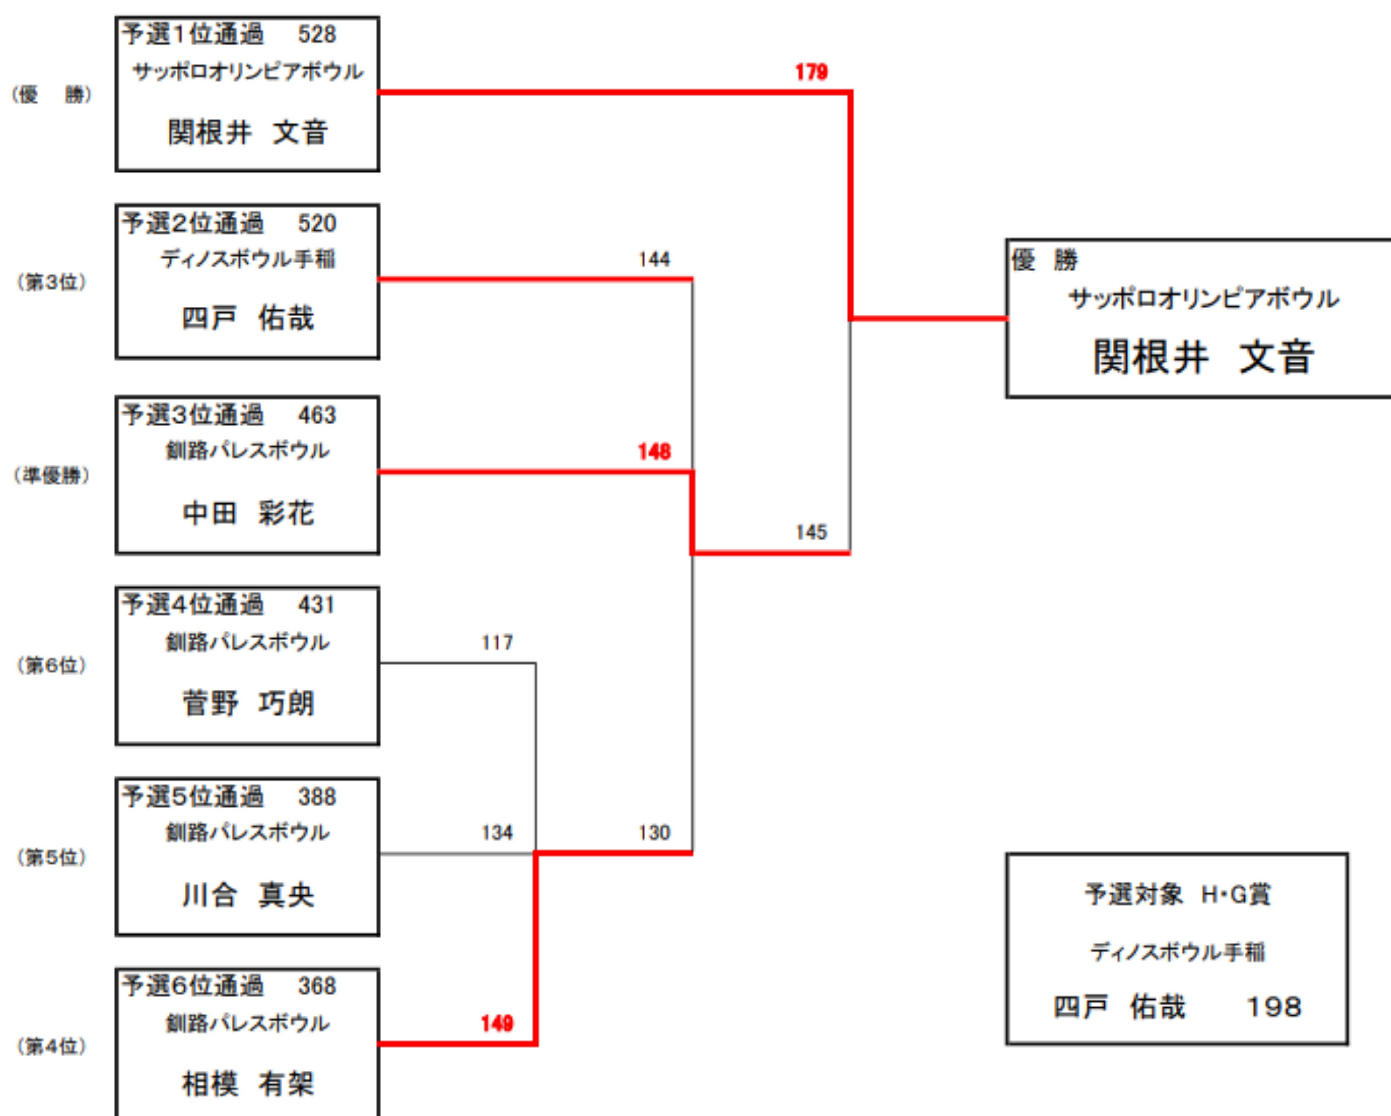 予選1位通過 528
サッポロオリンピアボウル
関根井 文音
(優 勝)
179
予選2位通過 520
ディノスボウル手稲
四戸 佑哉
(第3位)
144
優 勝
サッポロオリンピアボウル
関根井 文音
予選3位通過 463
釧路パレスボウル
中田 彩花
(準優勝)
148
145
予選4位通過 431
釧路パレスボウル
菅野 巧朗
(第6位)
117
予選5位通過 388
釧路パレスボウル
川合 真央
(第5位)
134
130
予選6位通過 368
釧路パレスボウル
相模 有架
(第4位)
149
予選対象 H・G賞
ディノスボウル手稲
四戸 佑哉 198